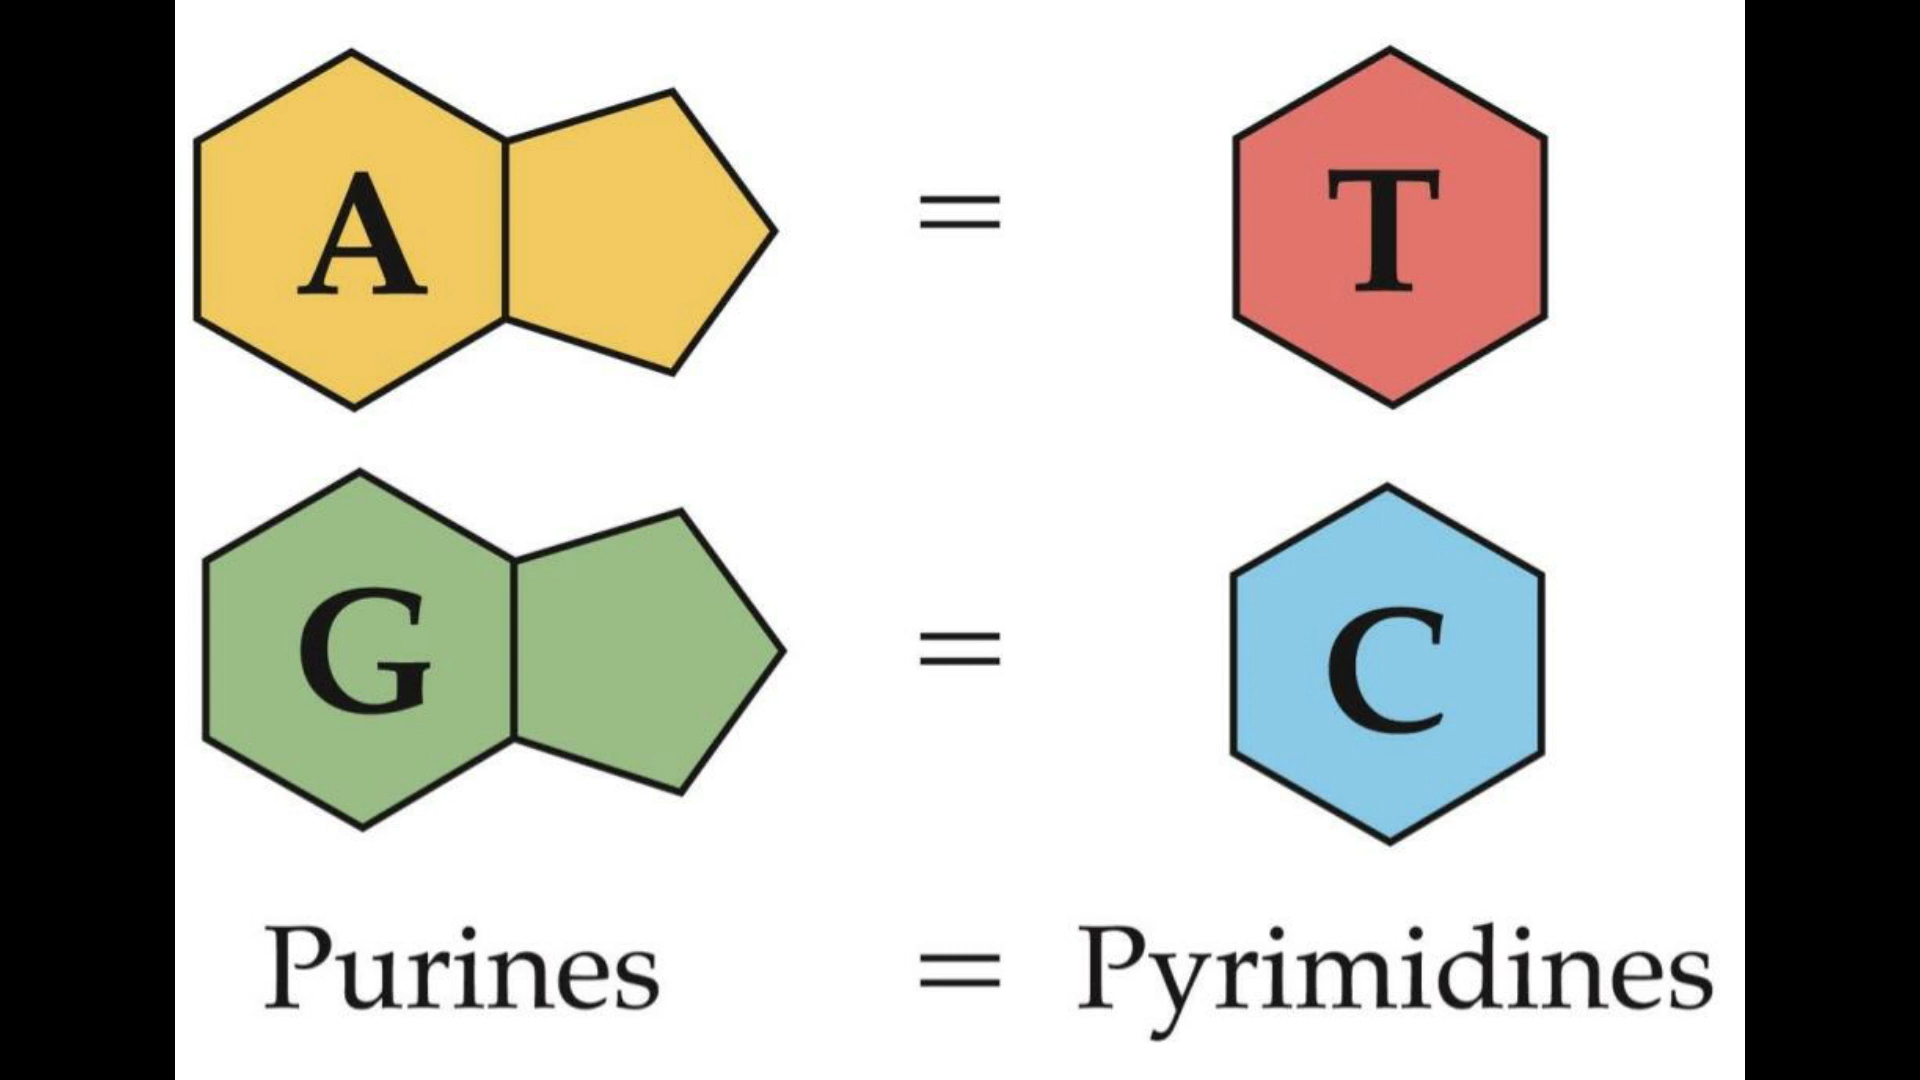 A = T
G = C
Purines = Pyrimidines